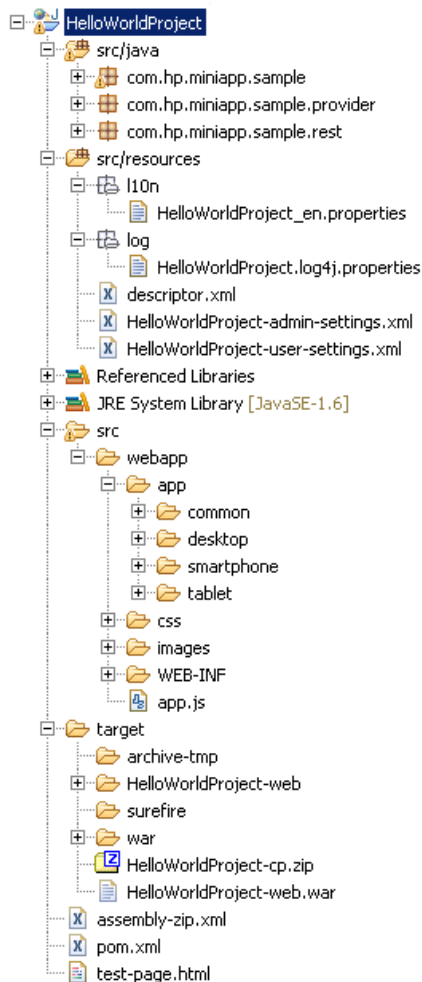 HelloWorldProject
src/java
com.hp.miniapp.sample
com.hp.miniapp.sample.provider
com.hp.miniapp.sample.rest
src/resources
l10n
HelloWorldProject_en.properties
log
HelloWorldProject.log4j.properties
descriptor.xml
HelloWorldProject-admin-settings.xml
HelloWorldProject-user-settings.xml
Referenced Libraries
JRE System Library [JavaSE-1.6]
src
webapp
app
common
desktop
smartphone
tablet
css
images
WEB-INF
app.js
target
archive-tmp
HelloWorldProject-web
surefire
war
HelloWorldProject-cp.zip
HelloWorldProject-web.war
assembly-zip.xml
pom.xml
test-page.html